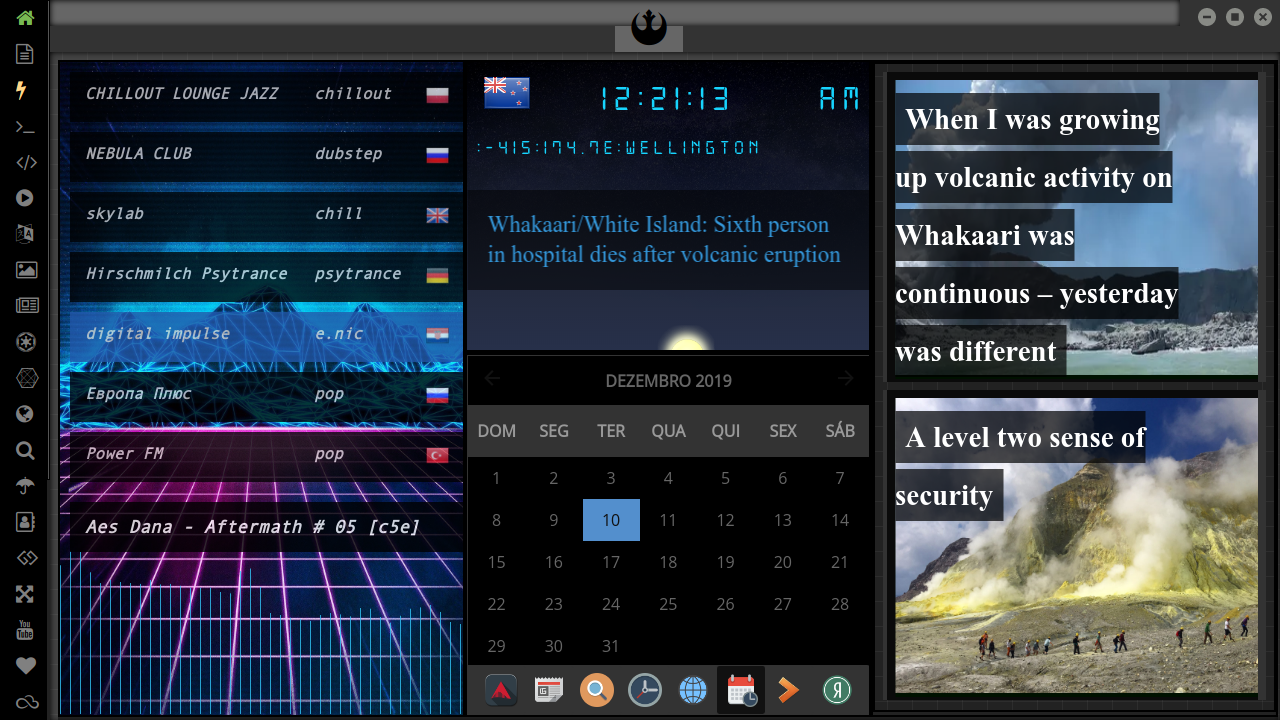 CHILLOUT LOUNGE JAZZ chillout
NEBULA CLUB dubstep
skylab chill
Hirschmilch Psytrance psytrance
digital impulse e.nic
Европа Плюс pop
Power FM pop
Aes Dana - Aftermath # 05 [c5e]
You
Tube
12:21:13 AM
:-415:174.7E:WELLINGTON
Whakaari/White Island: Sixth person
in hospital dies after volcanic eruption
DEZEMBRO 2019
DOM SEG TER QUA QUI SEX SÁB
1 2 3 4 5 6 7
8 9 10 11 12 13 14
15 16 17 18 19 20 21
22 23 24 25 26 27 28
29 30 31
Я
When I was growing
up volcanic activity on
Whakaari was
continuous – yesterday
was different
A level two sense of
security